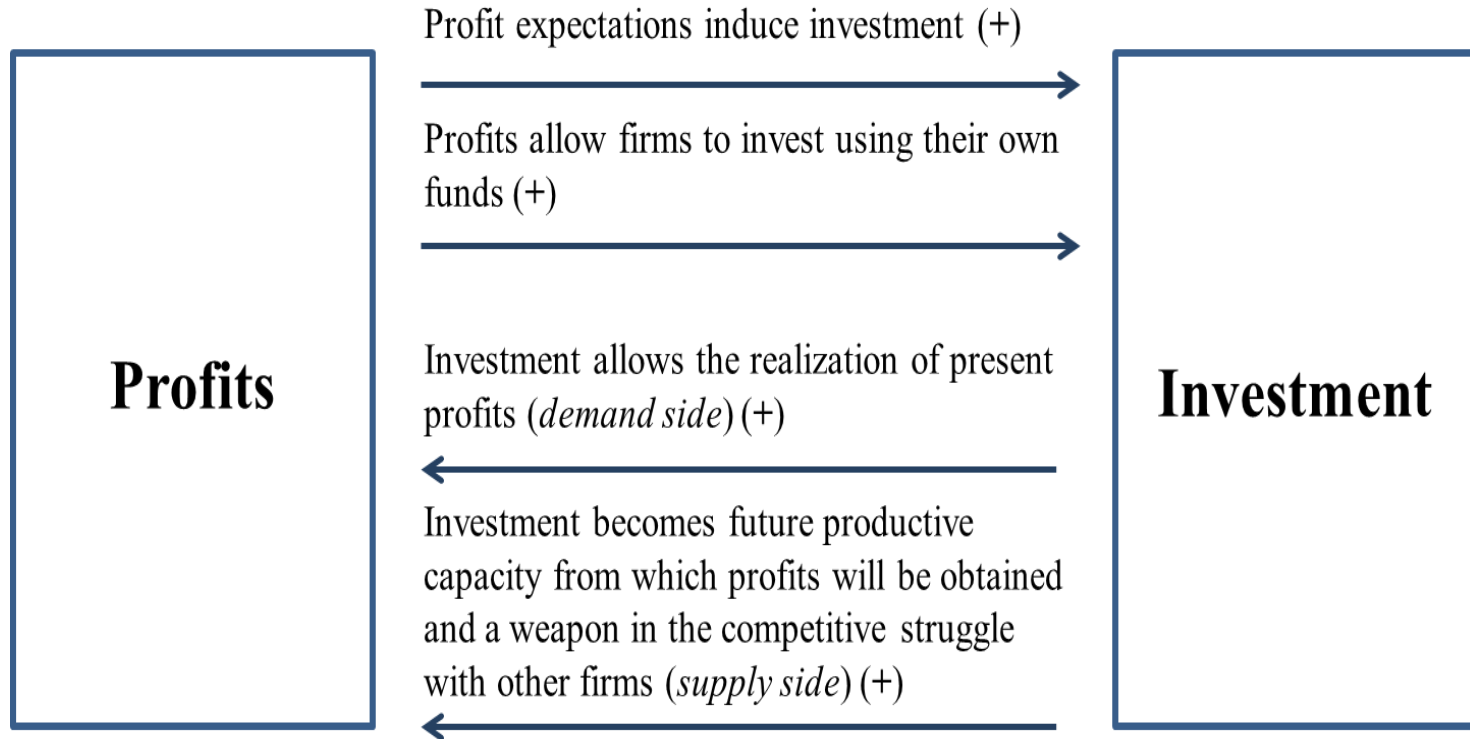 Profit expectations induce investment (+)
Profits allow firms to invest using their own
funds (+)
Profits
Investment allows the realization of present
profits (demand side) (+)
Investment
Investment becomes future productive
capacity from which profits will be obtained
and a weapon in the competitive struggle
with other firms (supply side) (+)